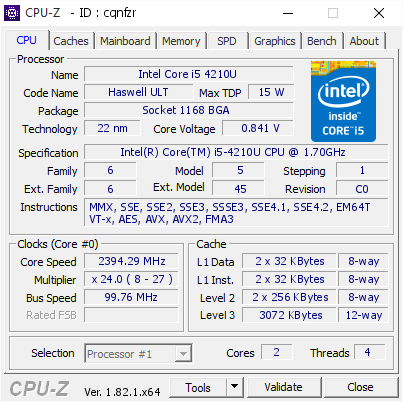 CPU-Z - ID : cqnfzr
CPU Caches Mainboard Memory SPD Graphics Bench About
Processor
Name Intel Core i5 4210U
Code Name Haswell ULT Max TDP 15 W
Package Socket 1168 BGA
Technology 22 nm Core Voltage 0.841 V
intel inside™ CORE™ i5
Specification Intel(R) Core(TM) i5-4210U CPU @ 1.70GHz
Family 6 Model 5 Stepping 1
Ext. Family 6 Ext. Model 45 Revision C0
Instructions MMX, SSE, SSE2, SSE3, SSSE3, SSE4.1, SSE4.2, EM64T
VT-x, AES, AVX, AVX2, FMA3
Clocks (Core #0)
Core Speed 2394.29 MHz
Multiplier x 24.0 ( 8 - 27 )
Bus Speed 99.76 MHz
Rated FSB
Cache
L1 Data 2 x 32 KBytes 8-way
L1 Inst. 2 x 32 KBytes 8-way
Level 2 2 x 256 KBytes 8-way
Level 3 3072 KBytes 12-way
Selection Processor #1 Cores 2 Threads 4
CPU-Z Ver. 1.82.1.x64 Tools Validate Close